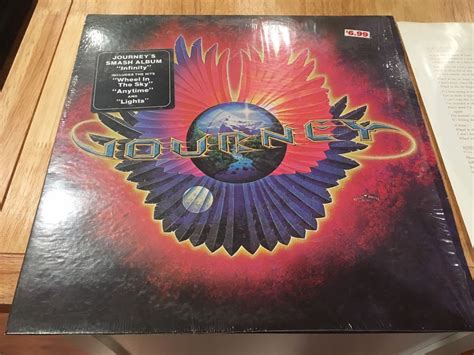 JOURNEY'S
SMASH ALBUM
"Infinity"
INCLUDES THE HITS
"Wheel In
The Sky"
"Anytime"
AND
"Lights"
$6.99
JOURNEY